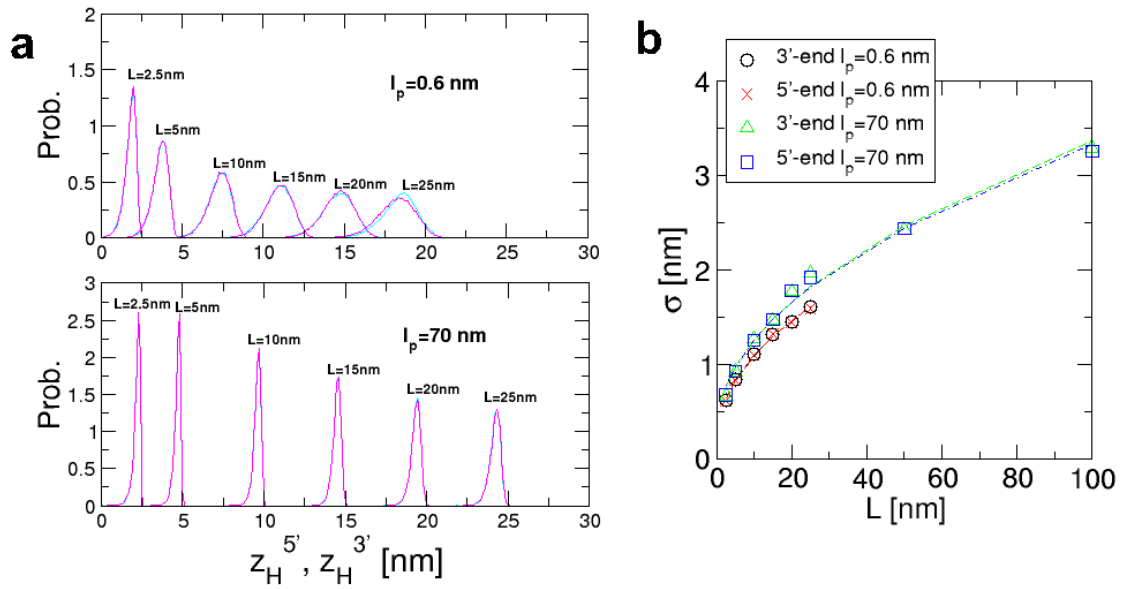 a
2
1.5
1
0.5
0
Prob.
L=2.5nm
L=5nm
L=10nm
L=15nm
L=20nm
L=25nm
lp=0.6 nm
0 5 10 15 20 25 30
3
2.5
2
1.5
1
0.5
0
Prob.
L=2.5nm
L=5nm
L=10nm
L=15nm
L=20nm
L=25nm
lp=70 nm
0 5 10 15 20 25 30
zH5', zH3' [nm]
b
3'-end lp=0.6 nm
5'-end lp=0.6 nm
3'-end lp=70 nm
5'-end lp=70 nm
4
3
2
1
0
σ [nm]
0 20 40 60 80 100
L [nm]